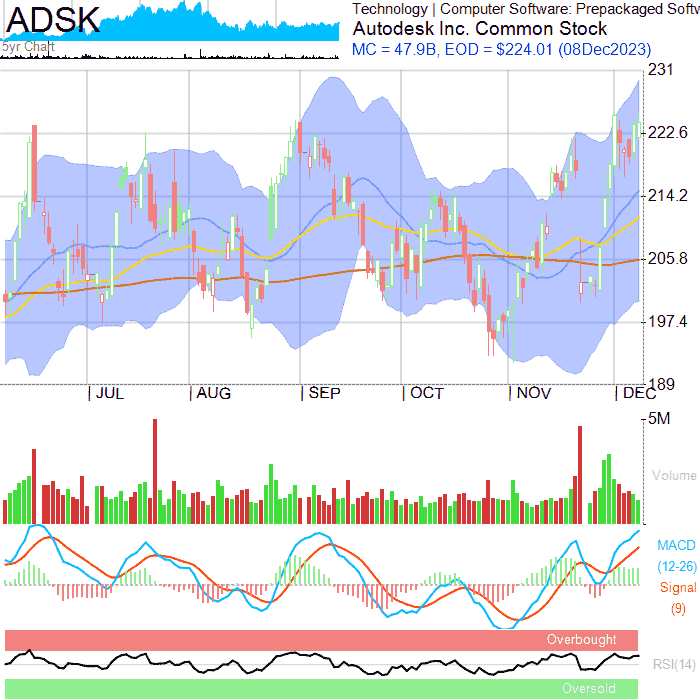 ADSK
5yr Chart
Technology | Computer Software: Prepackaged Softw
Autodesk Inc. Common Stock
MC = 47.9B, EOD = $224.01 (08Dec2023)
231
222.6
214.2
205.8
197.4
189
JUL AUG SEP OCT NOV DEC
5M
Volume
MACD
(12-26)
Signal
(9)
Overbought
RSI(14)
Oversold